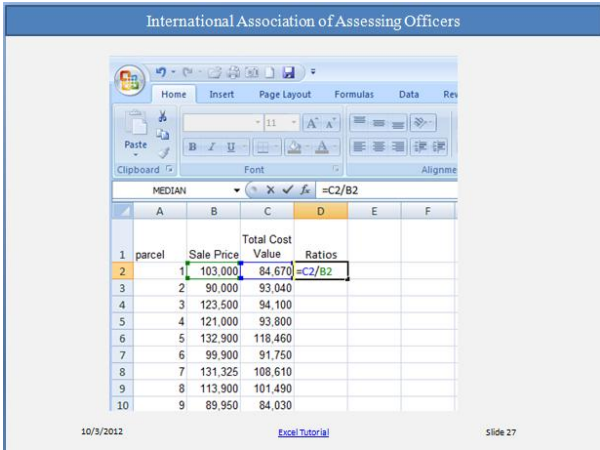 International Association of Assessing Officers
Home Insert Page Layout Formulas Data Rev
Paste
11 A A
B I U A
Clipboard Font Alignme
MEDIAN fx =C2/B2
A B C D E F
1 parcel Sale Price Total Cost Value Ratios
2 1 103,000 84,670 =C2/B2
3 2 90,000 93,040
4 3 123,500 94,100
5 4 121,000 93,800
6 5 132,900 118,460
7 6 99,900 91,750
8 7 131,325 108,610
9 8 113,900 101,490
10 9 89,950 84,030
10/3/2012 Excel Tutorial Slide 27